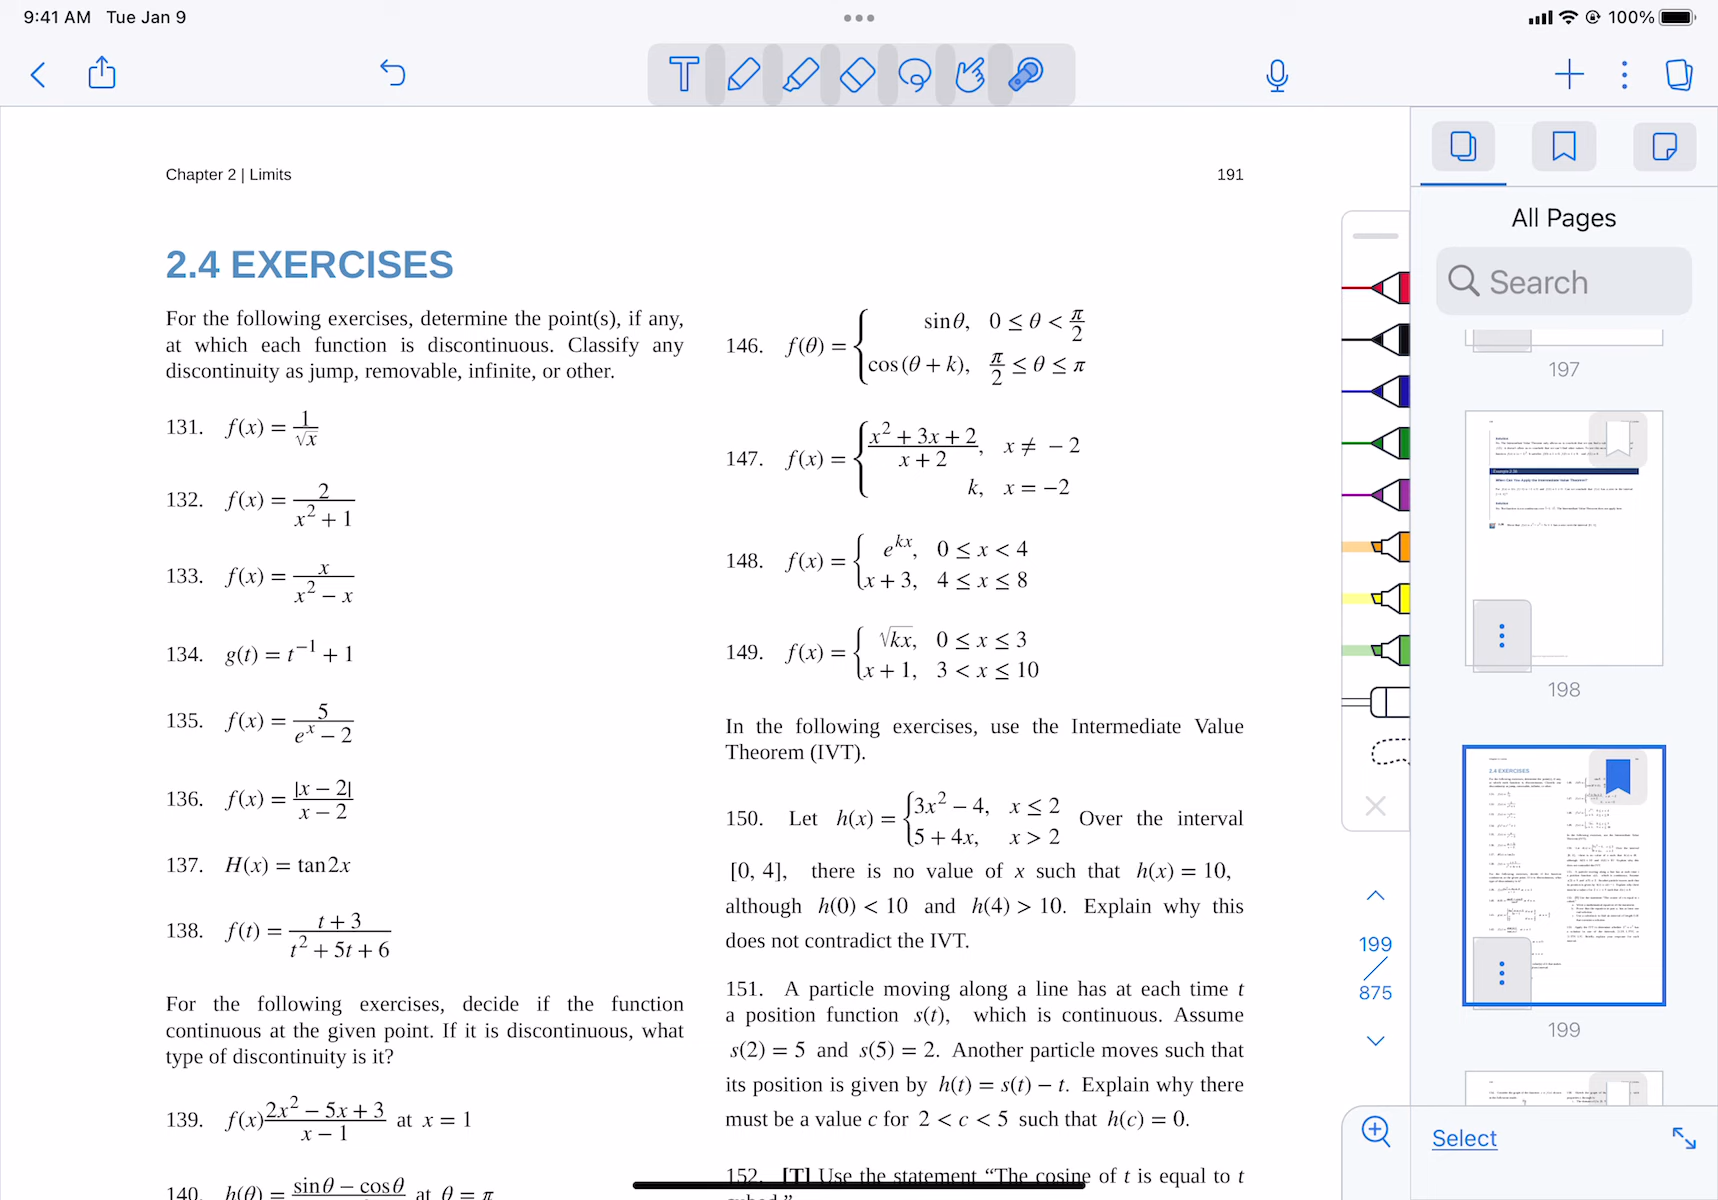 9:41 AM Tue Jan 9
100%
Chapter 2 | Limits
191
2.4 EXERCISES
For the following exercises, determine the point(s), if any,
at which each function is discontinuous. Classify any
discontinuity as jump, removable, infinite, or other.
131. f(x) = 1/√x
132. f(x) = 2/(x² + 1)
133. f(x) = x/(x² − x)
134. g(t) = t⁻¹ + 1
135. f(x) = 5/(eˣ − 2)
136. f(x) = |x − 2|/(x − 2)
137. H(x) = tan 2x
138. f(t) = (t + 3)/(t² + 5t + 6)
For the following exercises, decide if the function
continuous at the given point. If it is discontinuous, what
type of discontinuity is it?
139. f(x) (2x² − 5x + 3)/(x − 1) at x = 1
140. h(θ) = sin θ − cos θ at θ = π
146. f(θ) = { sin θ, 0 ≤ θ < π/2
cos (θ + k), π/2 ≤ θ ≤ π
147. f(x) = { (x² + 3x + 2)/(x + 2), x ≠ − 2
k, x = −2
148. f(x) = { e^{kx}, 0 ≤ x < 4
x + 3, 4 ≤ x ≤ 8
149. f(x) = { √kx, 0 ≤ x ≤ 3
x + 1, 3 < x ≤ 10
In the following exercises, use the Intermediate Value
Theorem (IVT).
150. Let h(x) = { 3x² − 4, x ≤ 2
5 + 4x, x > 2 Over the interval
[0, 4], there is no value of x such that h(x) = 10,
although h(0) < 10 and h(4) > 10. Explain why this
does not contradict the IVT.
151. A particle moving along a line has at each time t
a position function s(t), which is continuous. Assume
s(2) = 5 and s(5) = 2. Another particle moves such that
its position is given by h(t) = s(t) − t. Explain why there
must be a value c for 2 < c < 5 such that h(c) = 0.
152. [T] Use the statement “The cosine of t is equal to t
199
875
All Pages
Search
197
198
2.4 EXERCISES
199
Select